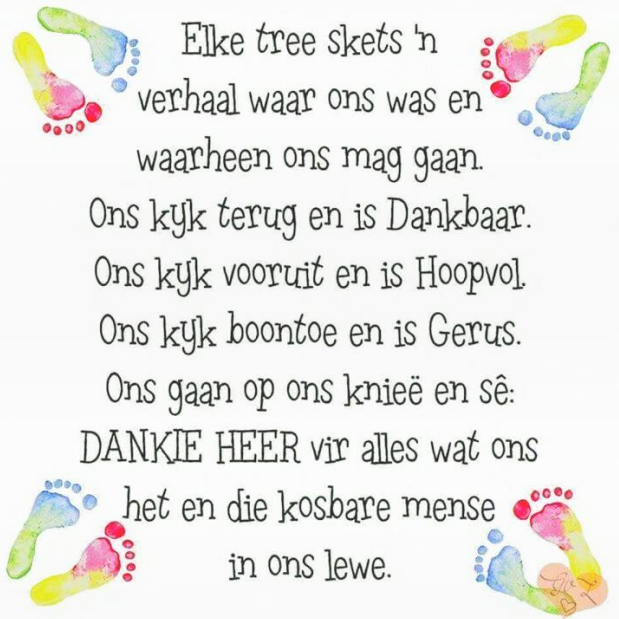 Elke tree skets 'n
verhaal waar ons was en
waarheen ons mag gaan.
Ons kyk terug en is Dankbaar.
Ons kyk vooruit en is Hoopvol.
Ons kyk boontoe en is Gerus.
Ons gaan op ons knieë en sê:
DANKIE HEER vir alles wat ons
het en die kosbare mense
in ons lewe.